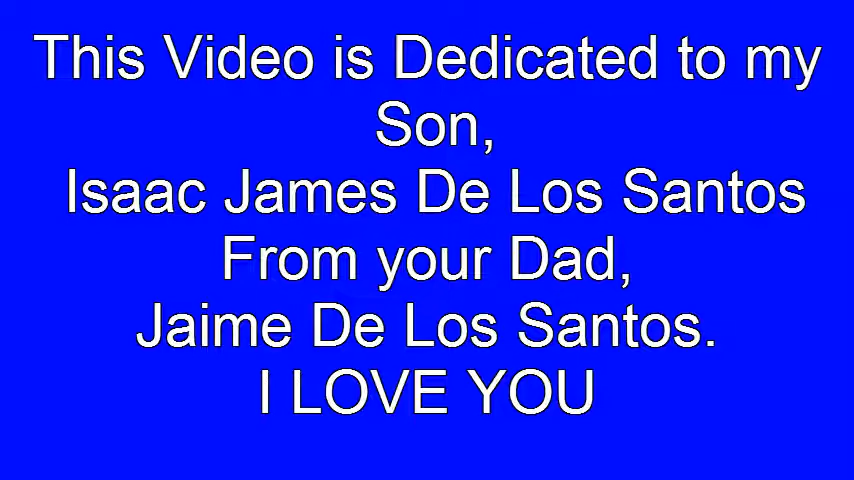 This Video is Dedicated to my
Son,
Isaac James De Los Santos
From your Dad,
Jaime De Los Santos.
I LOVE YOU